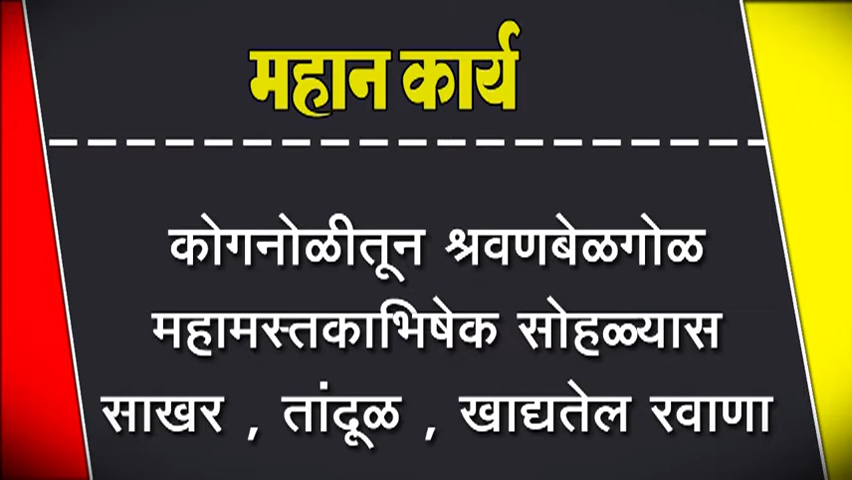 महान कार्य
कोगनोळीतून श्रवणबेळगोळ
महामस्तकाभिषेक सोहळ्यास
साखर , तांदूळ , खाद्यतेल रवाणा